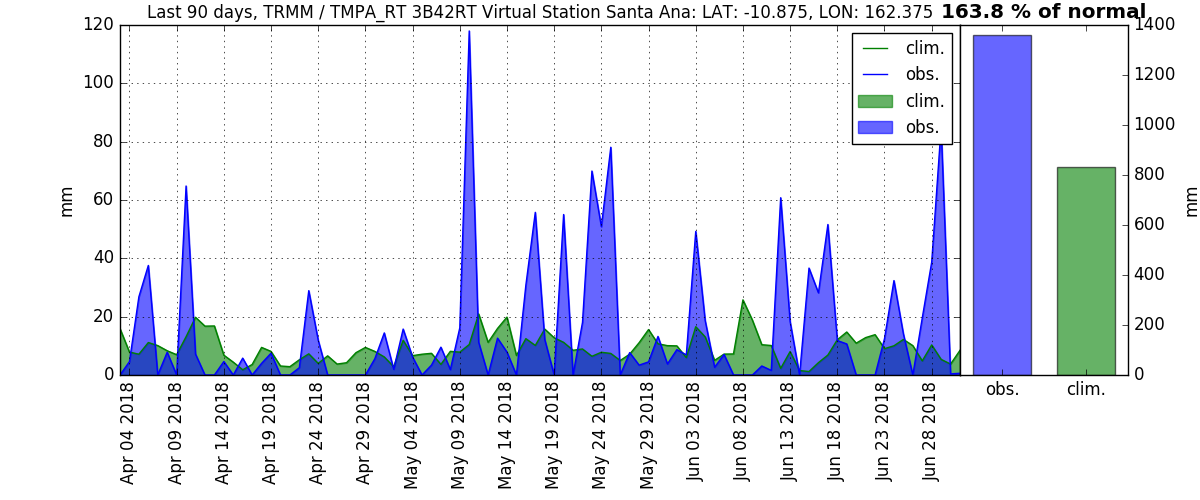 Last 90 days, TRMM / TMPA_RT 3B42RT Virtual Station Santa Ana: LAT: -10.875, LON: 162.375 163.8 % of normal
120
100
80
60
40
20
0
mm
clim.
obs.
clim.
obs.
1400
1200
1000
800
600
400
200
0
mm
Apr 04 2018
Apr 09 2018
Apr 14 2018
Apr 19 2018
Apr 24 2018
Apr 29 2018
May 04 2018
May 09 2018
May 14 2018
May 19 2018
May 24 2018
May 29 2018
Jun 03 2018
Jun 08 2018
Jun 13 2018
Jun 18 2018
Jun 23 2018
Jun 28 2018
obs. clim.